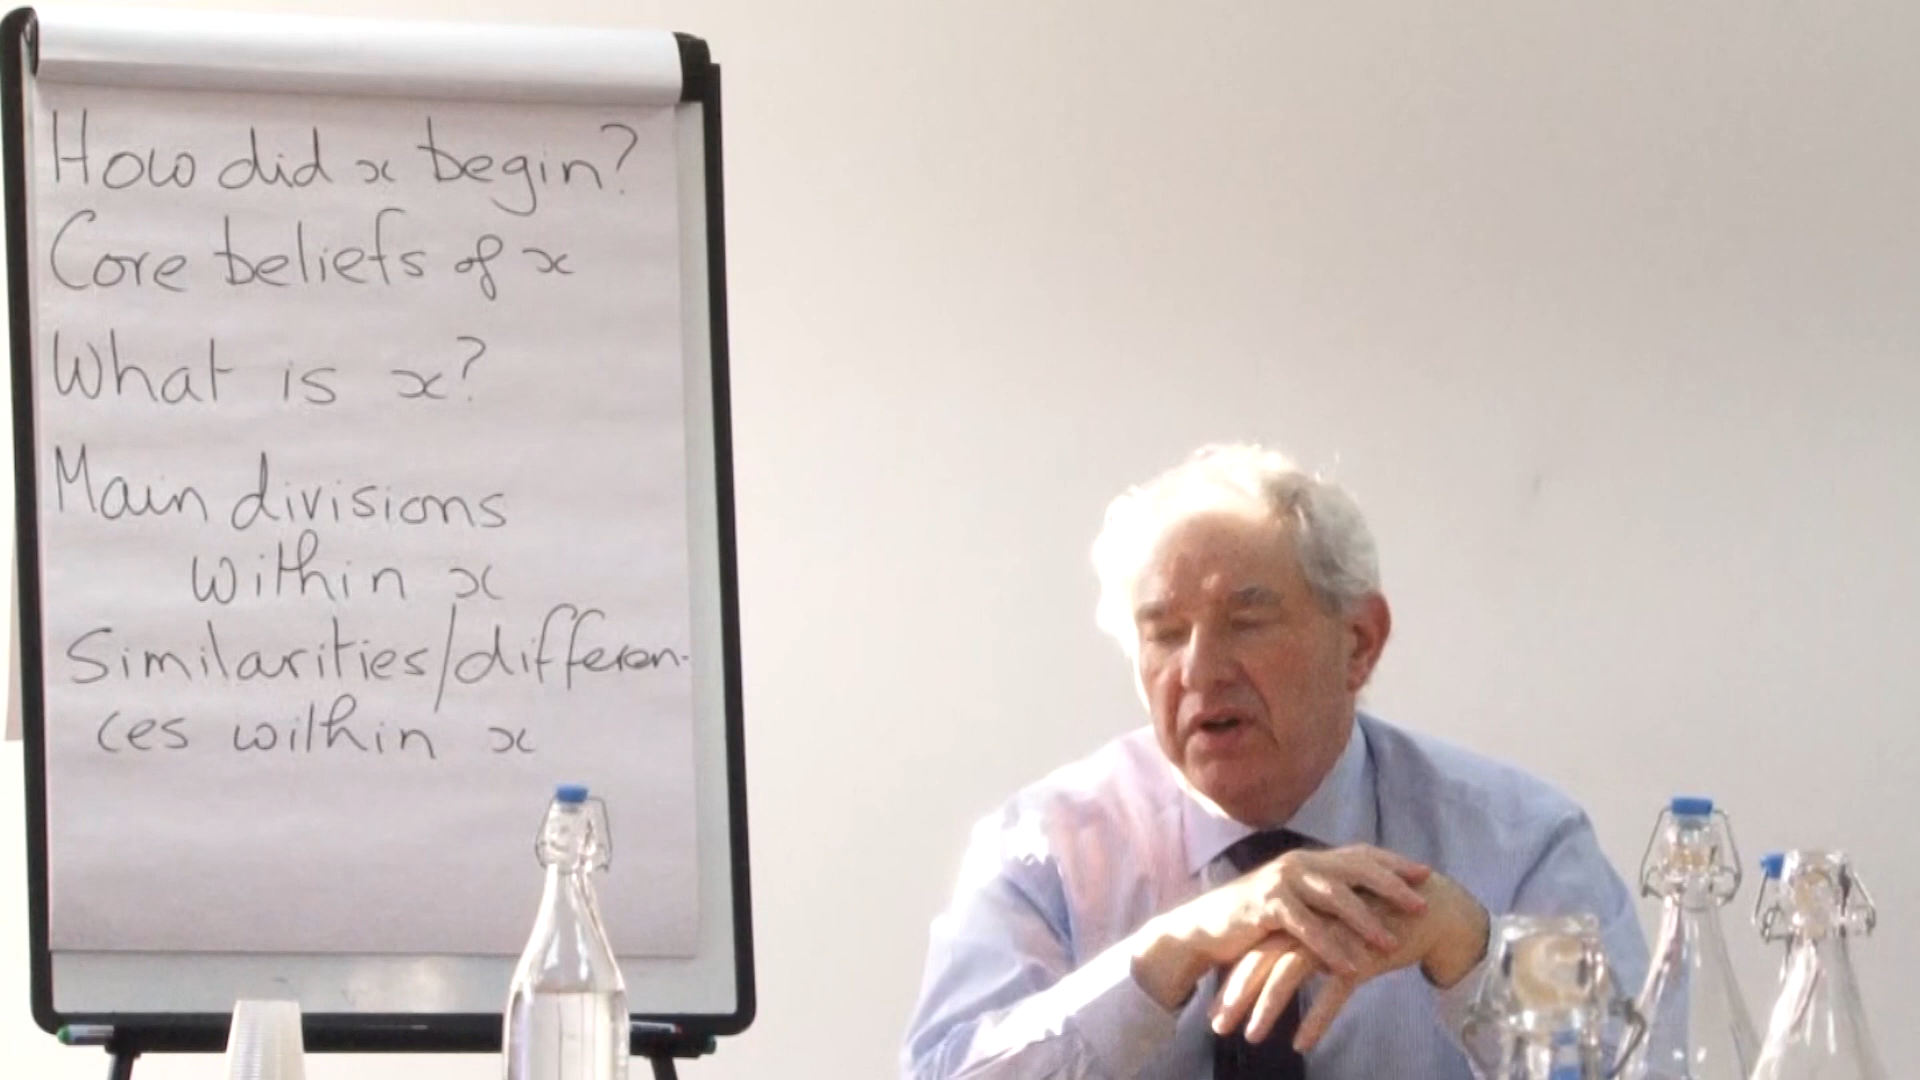 How did x begin?
Core beliefs of x
What is x?
Main divisions
within x
Similarities/differen-
ces within x